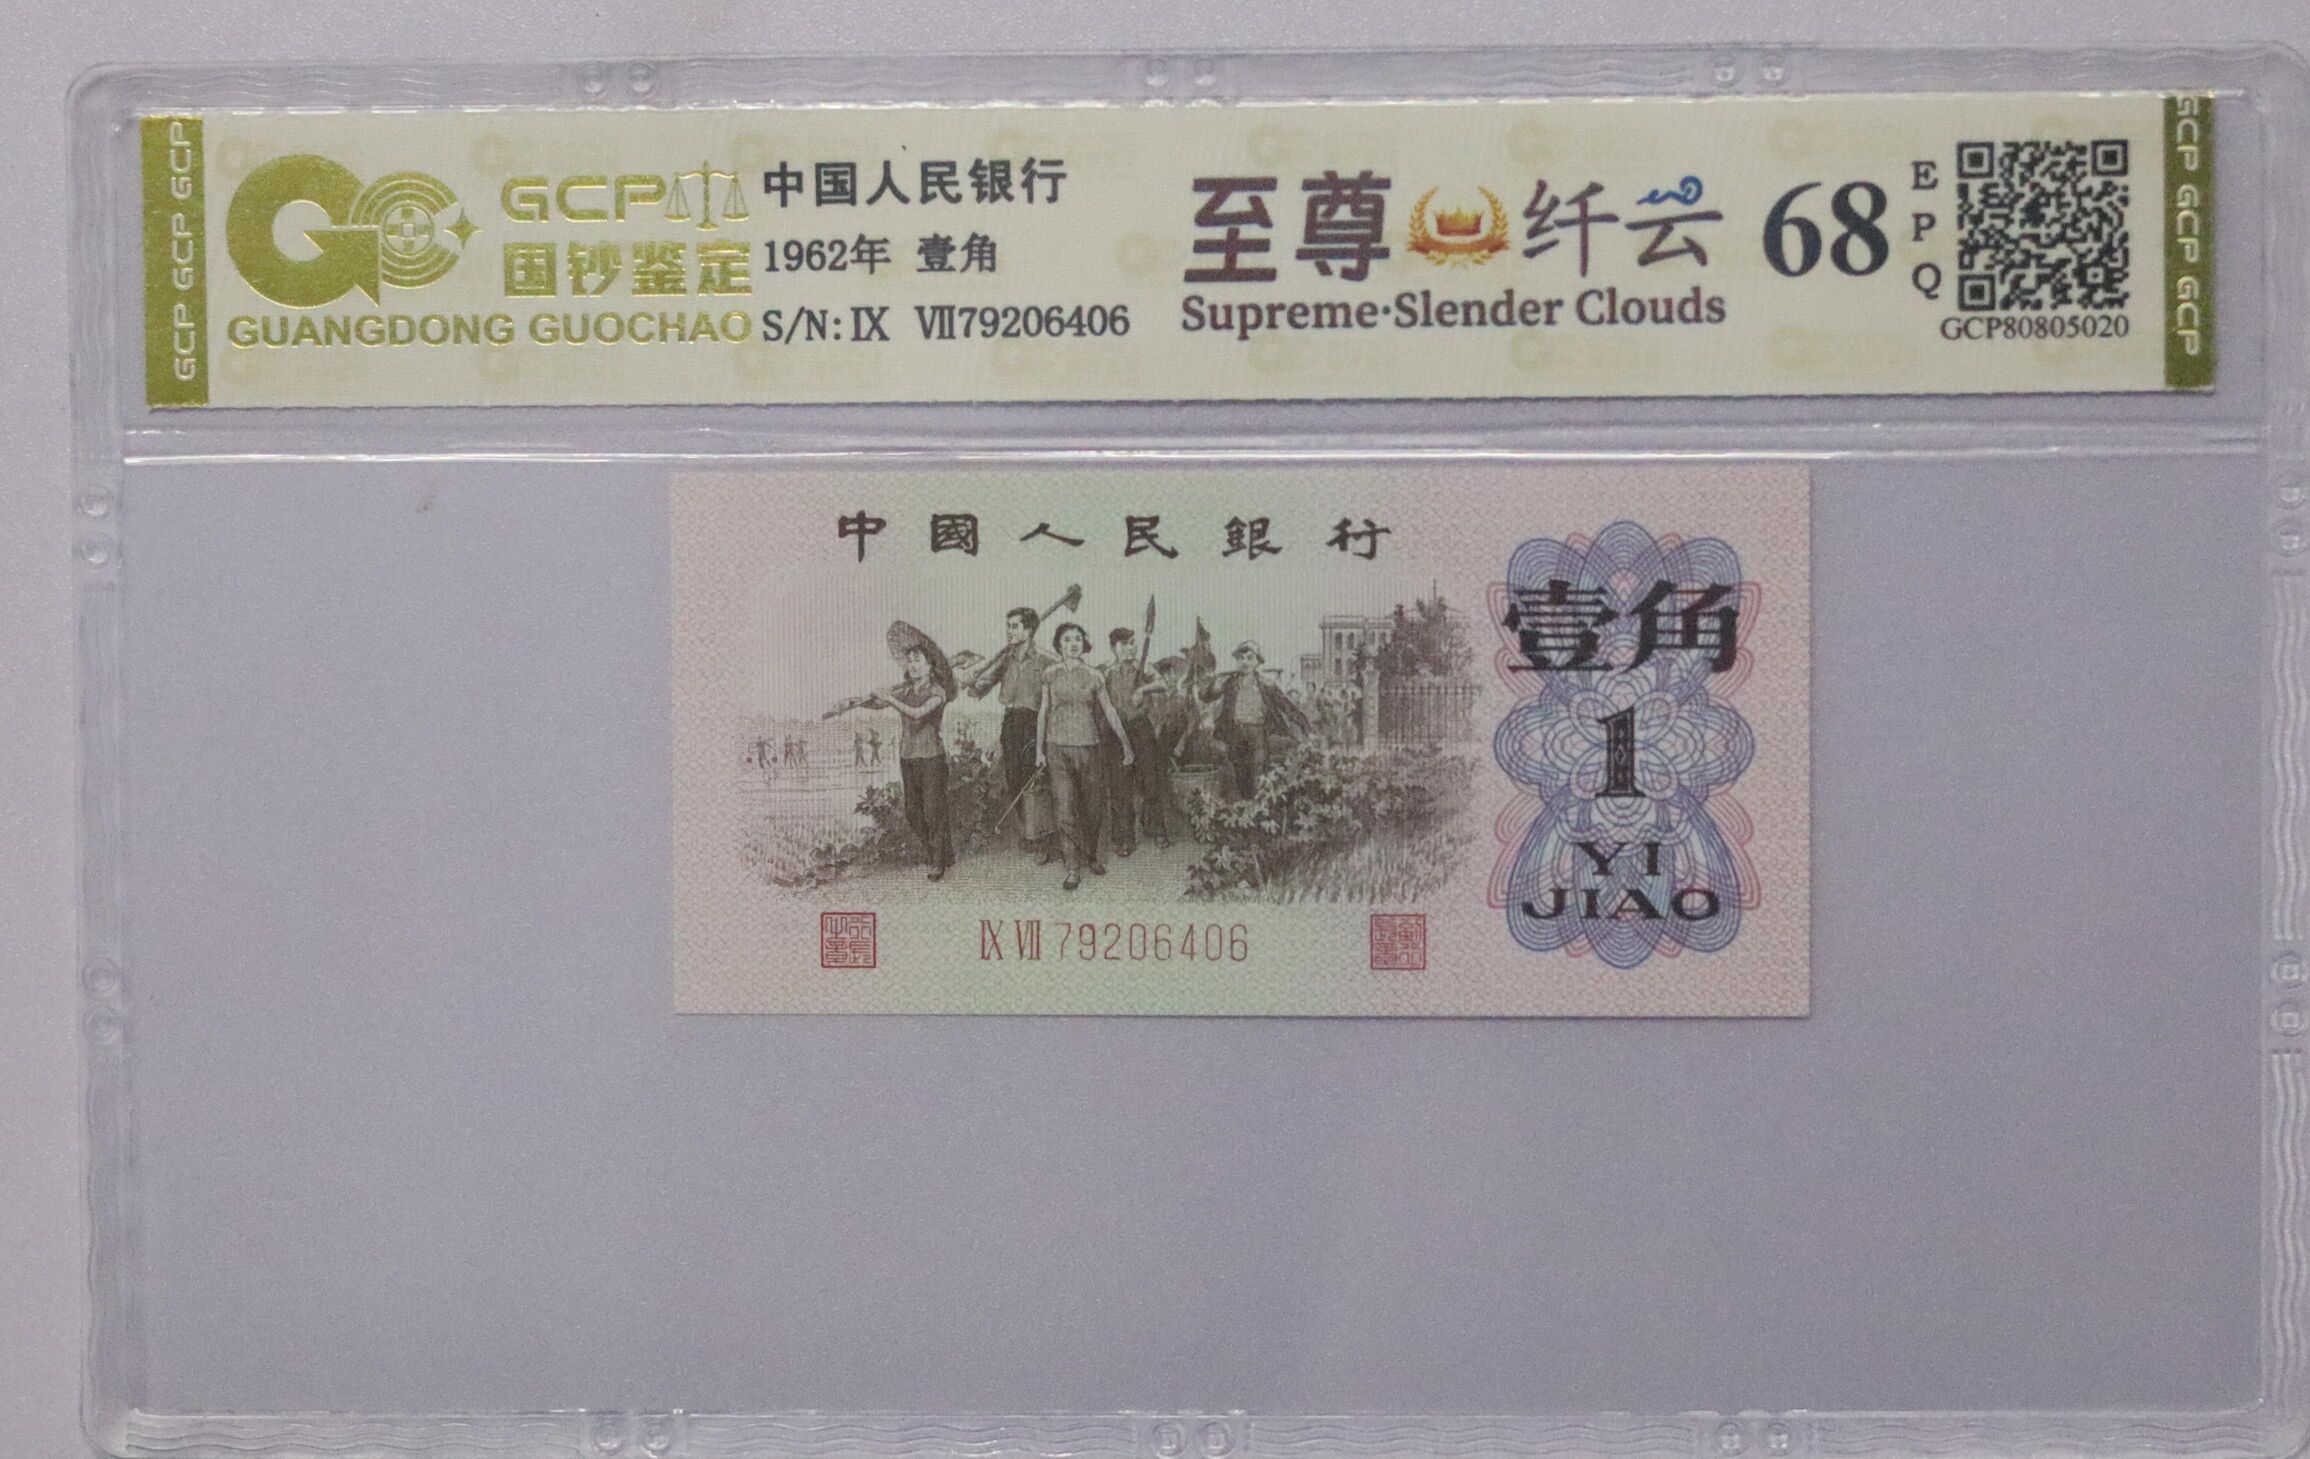 GCP GCP GCP
GCP
国钞鉴定
GUANGDONG GUOCHAO
中国人民银行
1962年 壹角
S/N: Ⅸ Ⅶ79206406
至尊 纤云
Supreme·Slender Clouds
68
EPQ
GCP80805020
GCP GCP GCP
中國人民銀行
壹角
1
YI
JIAO
Ⅸ Ⅶ 79206406